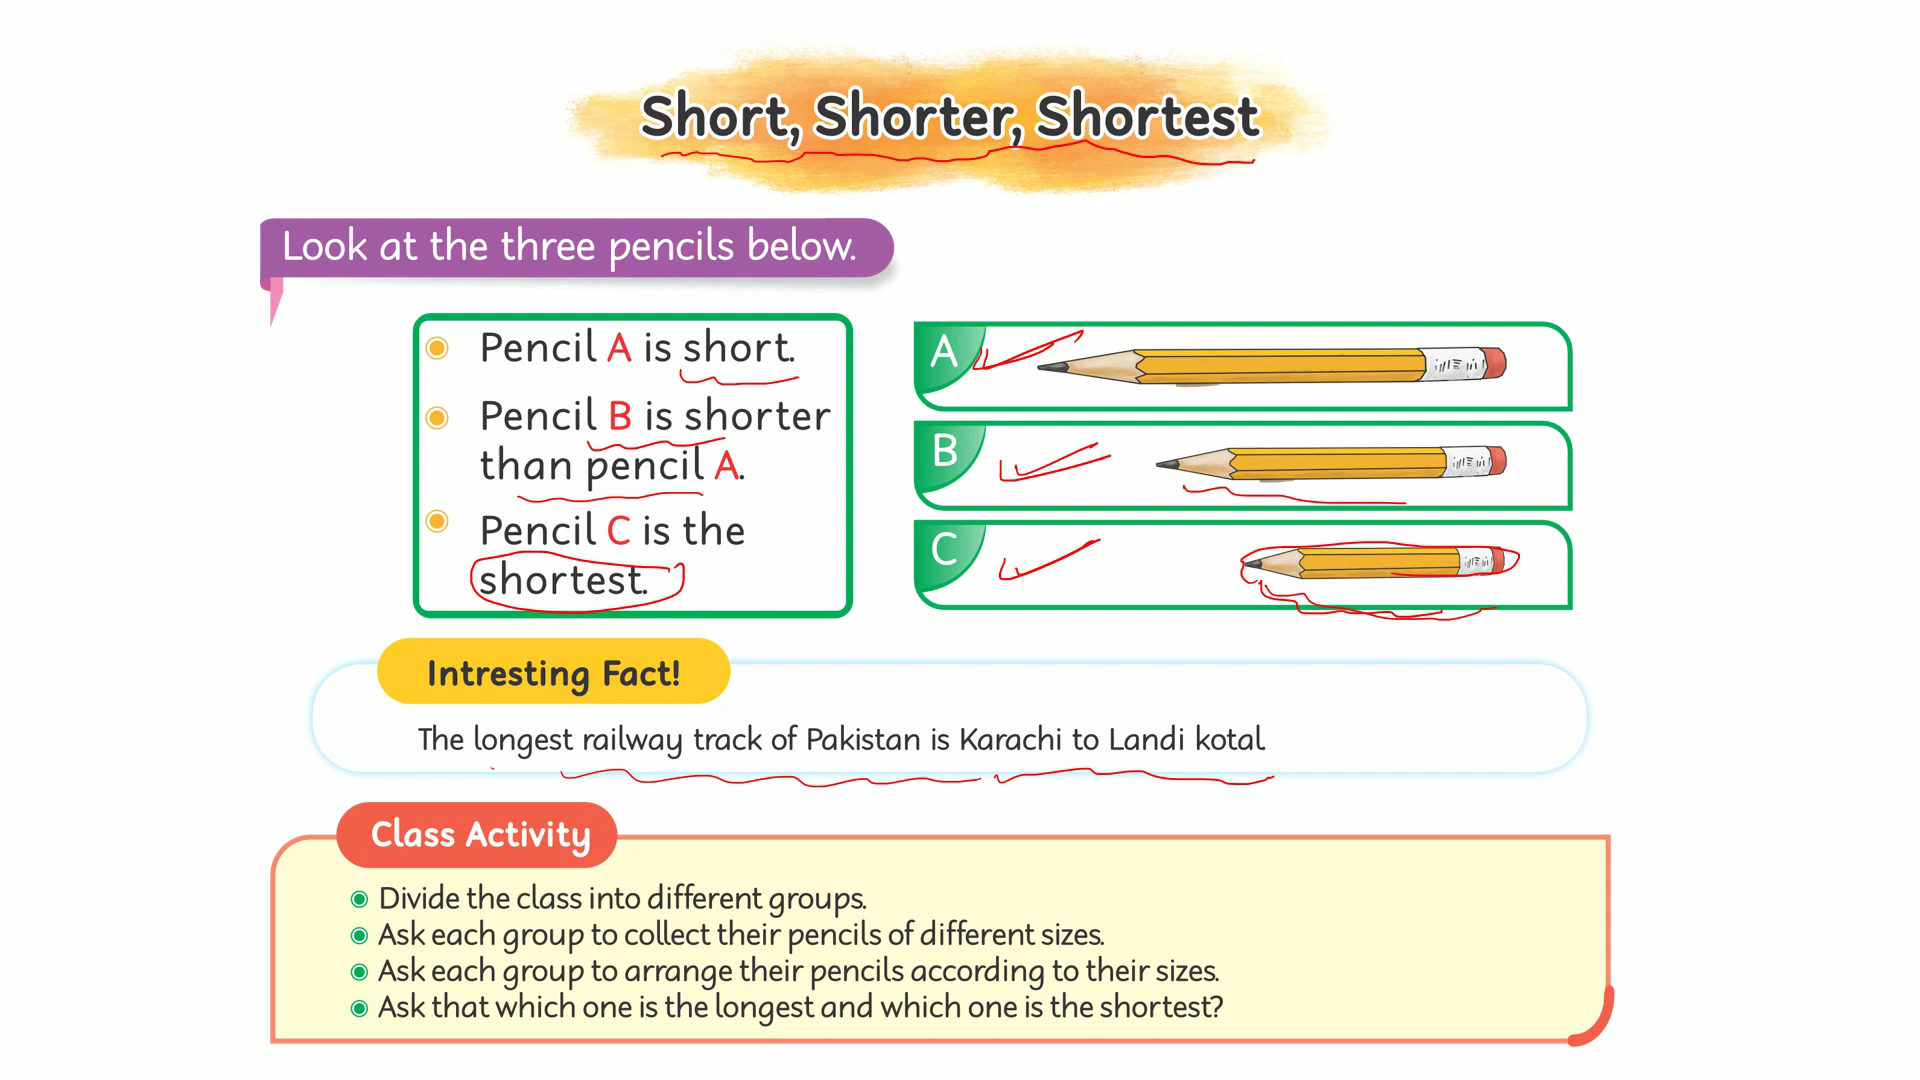 Short, Shorter, Shortest
Look at the three pencils below.
Pencil A is short.
Pencil B is shorter
than pencil A.
Pencil C is the
shortest.
A
B
C
Intresting Fact!
The longest railway track of Pakistan is Karachi to Landi kotal
Class Activity
Divide the class into different groups.
Ask each group to collect their pencils of different sizes.
Ask each group to arrange their pencils according to their sizes.
Ask that which one is the longest and which one is the shortest?